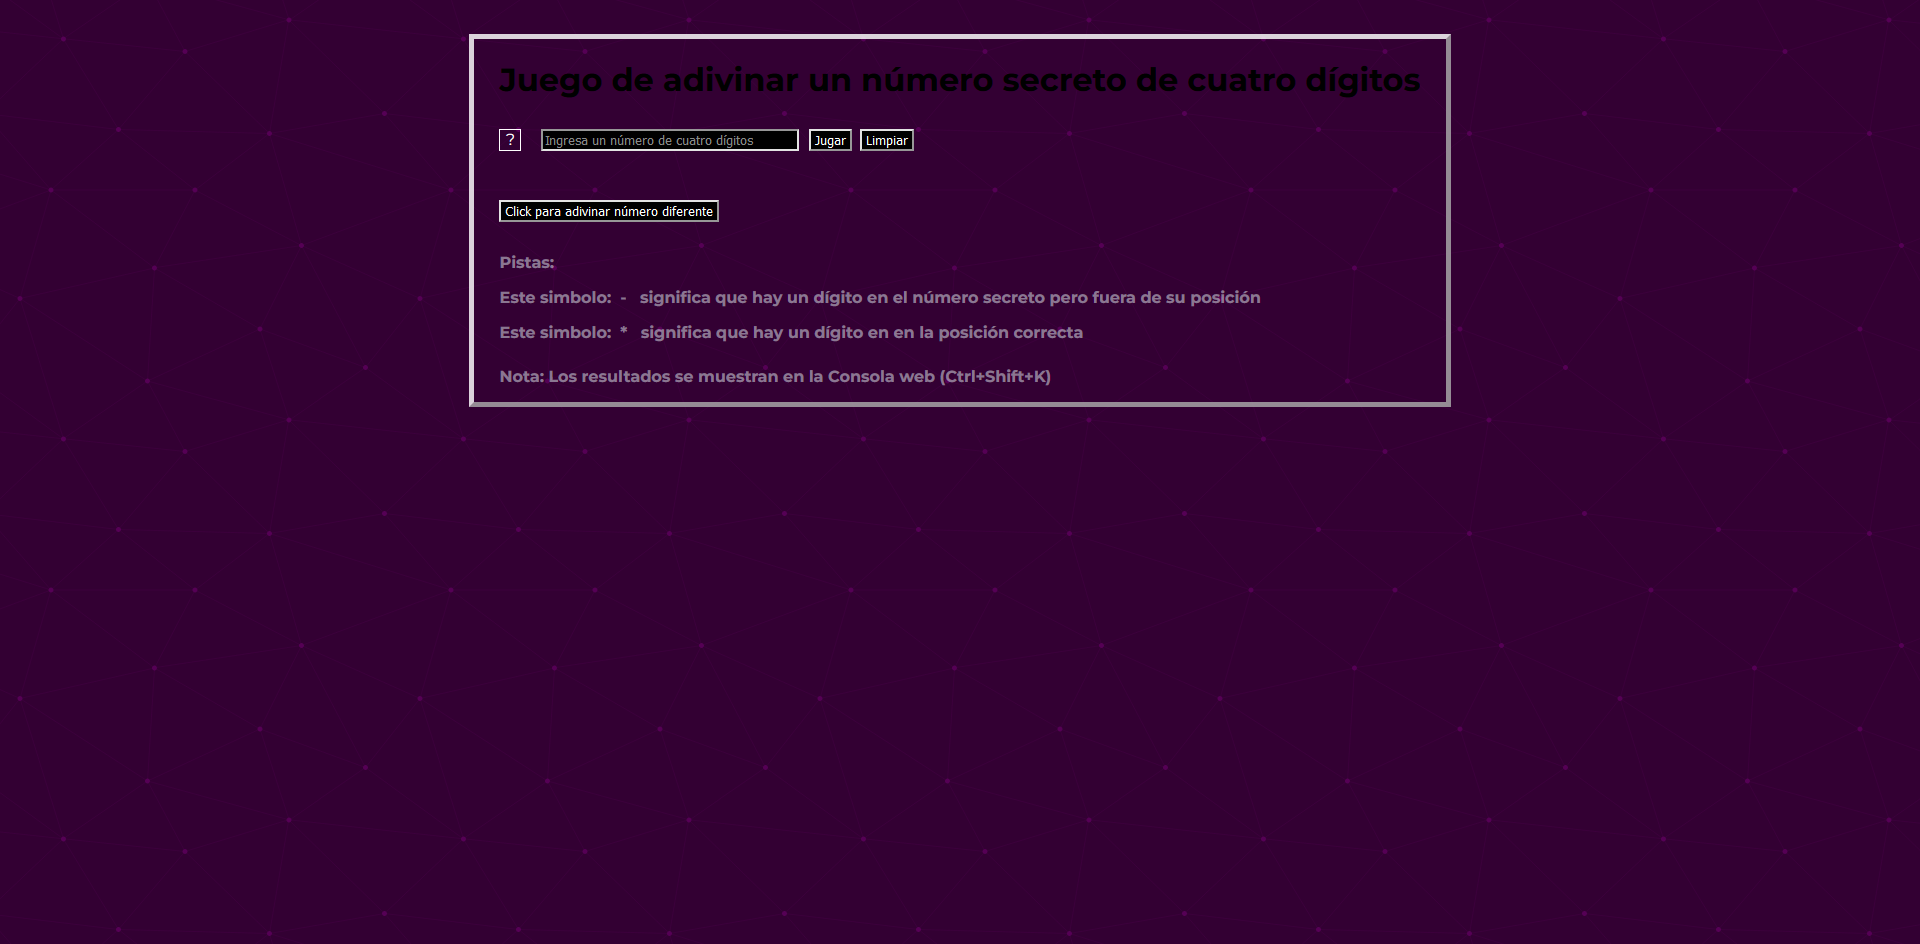 Juego de adivinar un número secreto de cuatro dígitos
? Ingresa un número de cuatro dígitos Jugar Limpiar
Click para adivinar número diferente
Pistas:
Este simbolo: - significa que hay un dígito en el número secreto pero fuera de su posición
Este simbolo: * significa que hay un dígito en en la posición correcta
Nota: Los resultados se muestran en la Consola web (Ctrl+Shift+K)